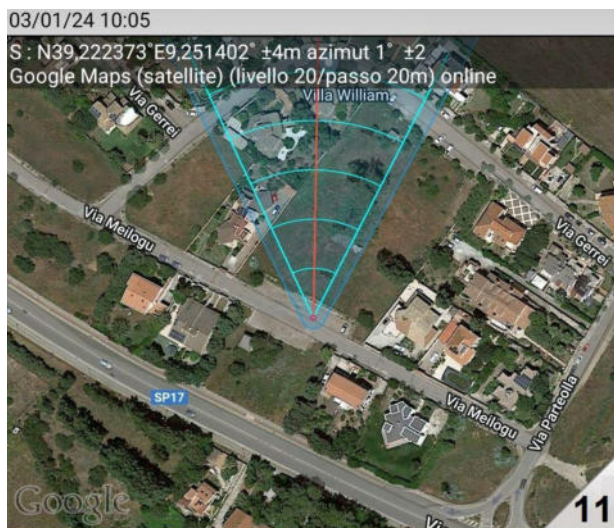 03/01/24 10:05
S : N39,222373˚E9,251402˚ ±4m azimut 1˚ ±2
Google Maps (satellite) (livello 20/passo 20m) online
Villa William
Via Gerrei
Via Meilogu
Via Gerrei
SP17
Via Meilogu
Via Parteolla
Google
Vi
11